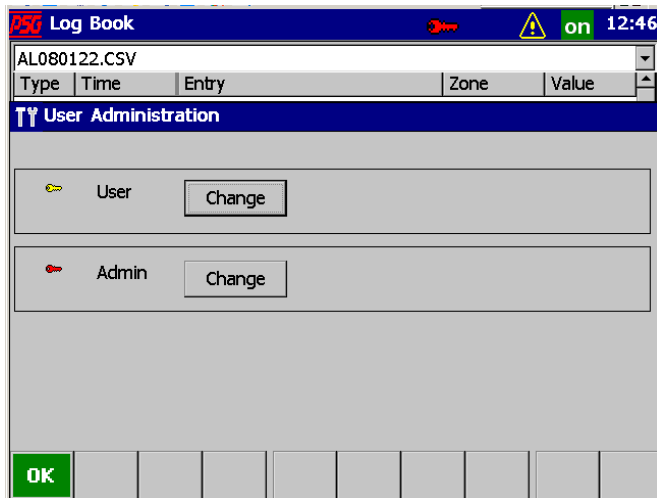 PSG Log Book on 12:46
AL080122.CSV
Type Time Entry Zone Value
User Administration
User Change
Admin Change
OK